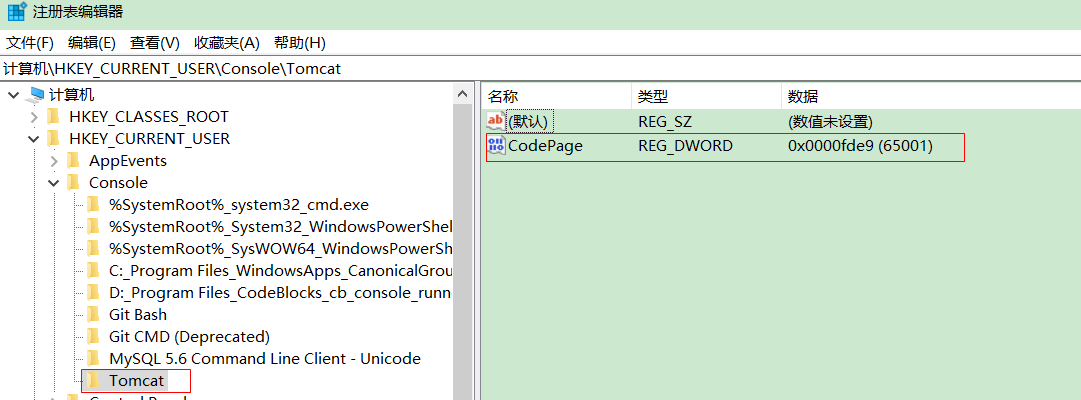 注册表编辑器
文件(F) 编辑(E) 查看(V) 收藏夹(A) 帮助(H)
计算机\HKEY_CURRENT_USER\Console\Tomcat
计算机
HKEY_CLASSES_ROOT
HKEY_CURRENT_USER
AppEvents
Console
%SystemRoot%_system32_cmd.exe
%SystemRoot%_System32_WindowsPowerShel
%SystemRoot%_SysWOW64_WindowsPowerSh
C:_Program Files_WindowsApps_CanonicalGrou
D:_Program Files_CodeBlocks_cb_console_runn
Git Bash
Git CMD (Deprecated)
MySQL 5.6 Command Line Client - Unicode
Tomcat
名称 类型 数据
ab (默认) REG_SZ (数值未设置)
CodePage REG_DWORD 0x0000fde9 (65001)